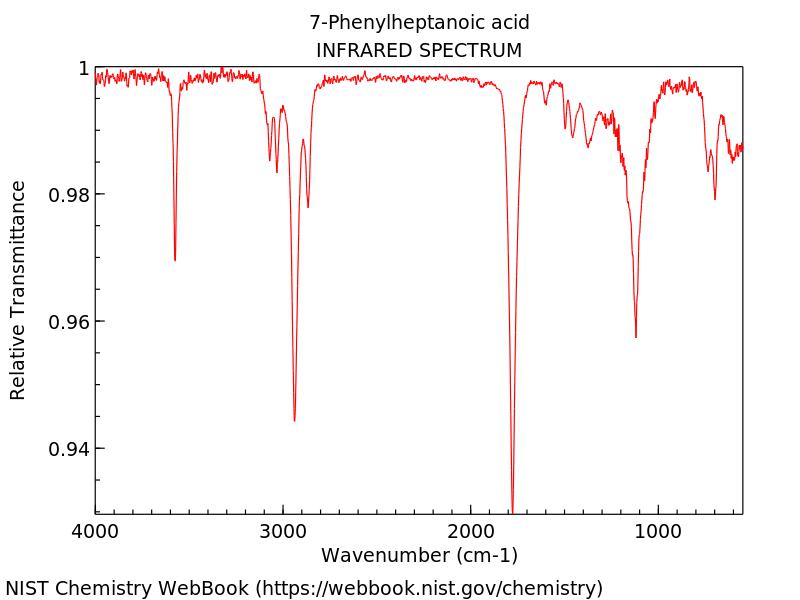 7-Phenylheptanoic acid
INFRARED SPECTRUM
1
0.98
0.96
0.94
Relative Transmittance
4000 3000 2000 1000
Wavenumber (cm-1)
NIST Chemistry WebBook (https://webbook.nist.gov/chemistry)